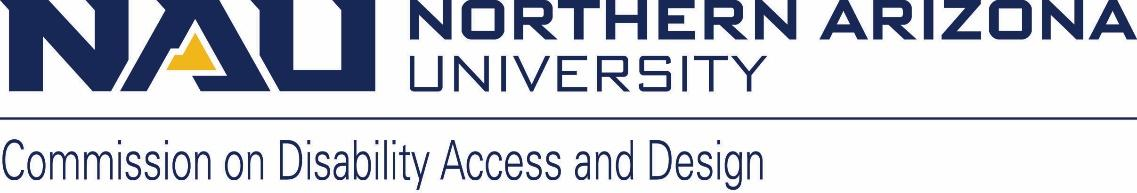 NAU NORTHERN ARIZONA
UNIVERSITY
Commission on Disability Access and Design